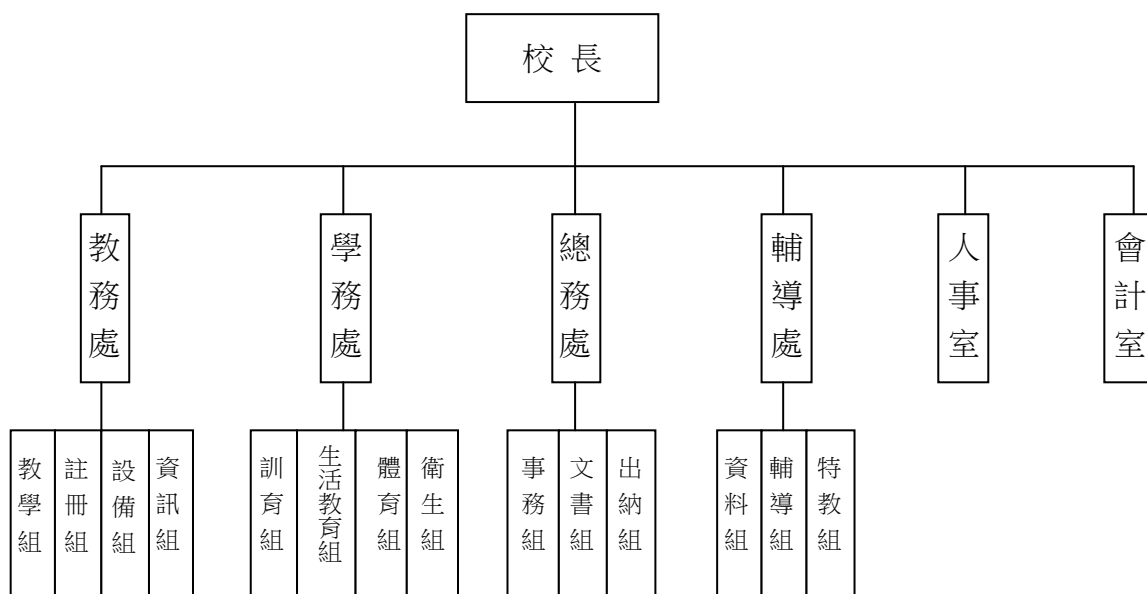 校長
教務處
學務處
總務處
輔導處
人事室
會計室
教學組
註冊組
設備組
資訊組
訓育組
生活教育組
體育組
衛生組
事務組
文書組
出納組
資料組
輔導組
特教組